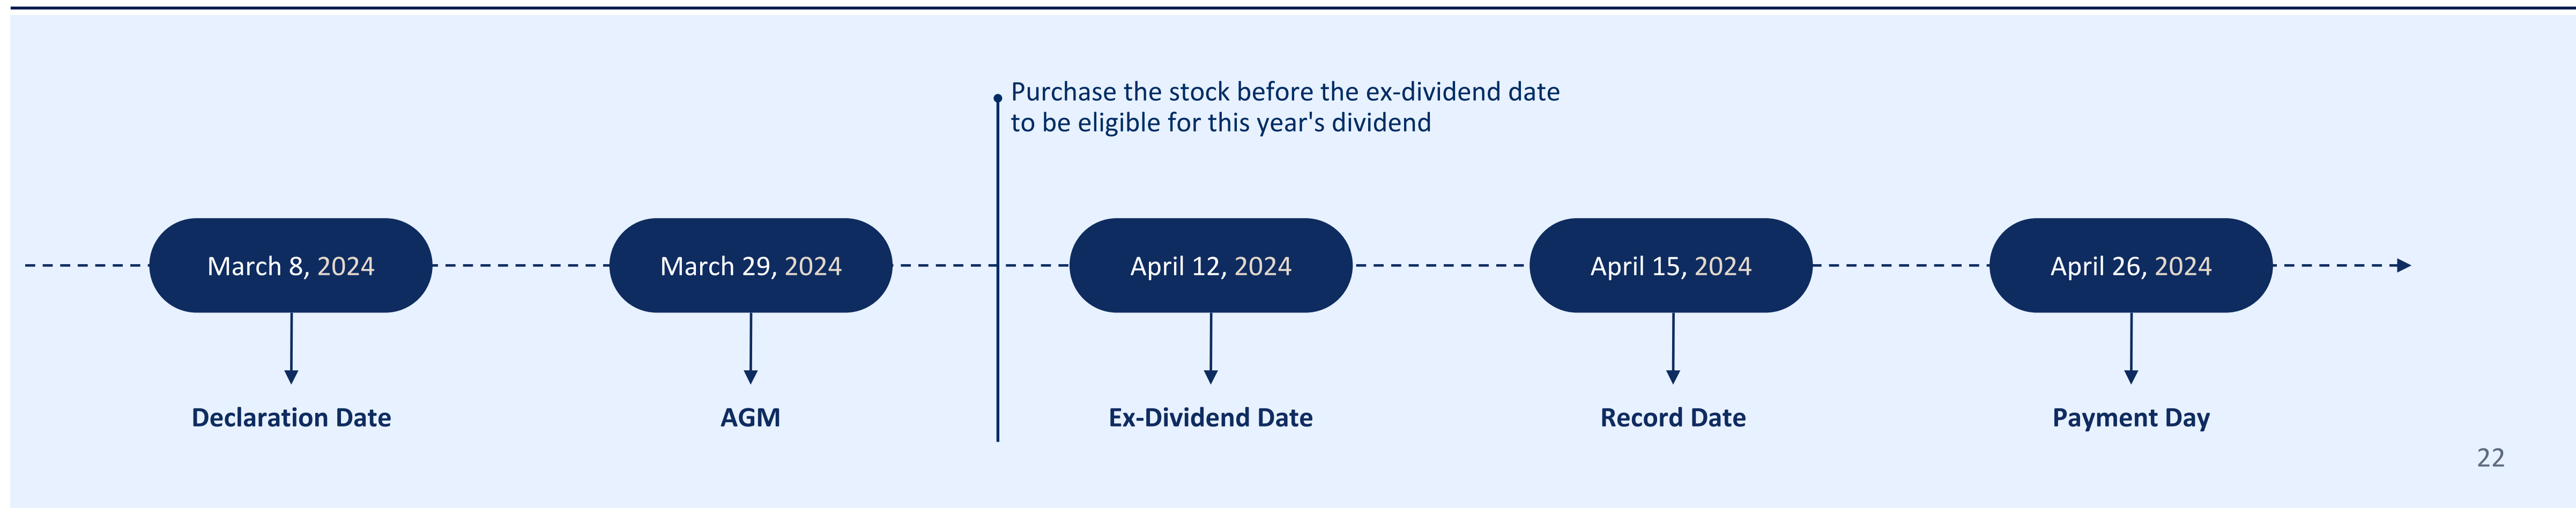 Purchase the stock before the ex-dividend date
to be eligible for this year's dividend
March 8, 2024
March 29, 2024
April 12, 2024
April 15, 2024
April 26, 2024
Declaration Date
AGM
Ex-Dividend Date
Record Date
Payment Day
22